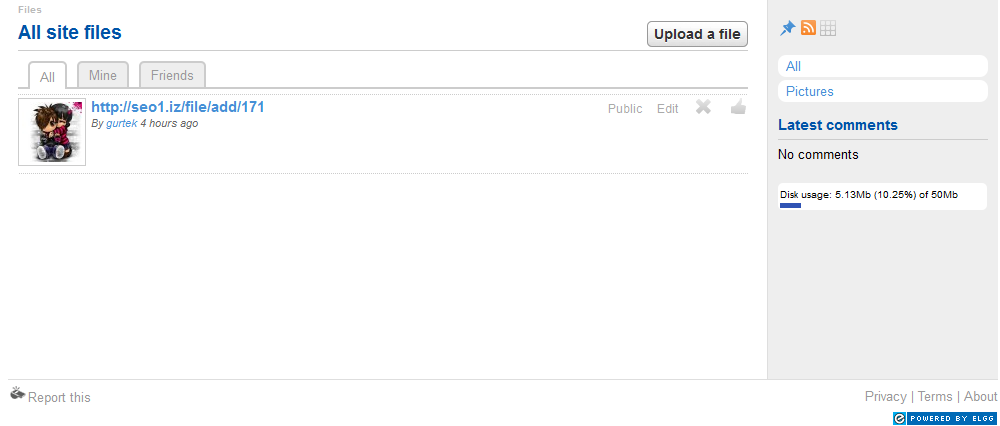 Files
All site files
Upload a file
All
Mine
Friends
http://seo1.iz/file/add/171
Public
Edit
By gurtek 4 hours ago
All
Pictures
Latest comments
No comments
Disk usage: 5.13Mb (10.25%) of 50Mb
Report this
Privacy | Terms | About
POWERED BY ELGG